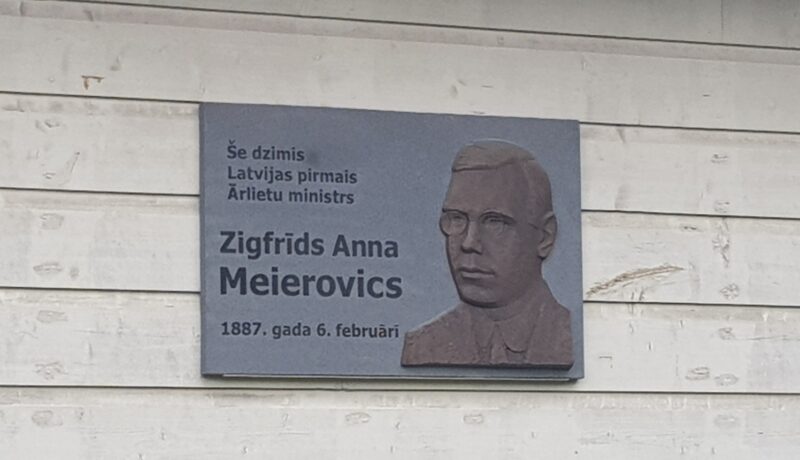 Še dzimis
Latvijas pirmais
Ārlietu ministrs
Zigfrīds Anna
Meierovics
1887. gada 6. februārī